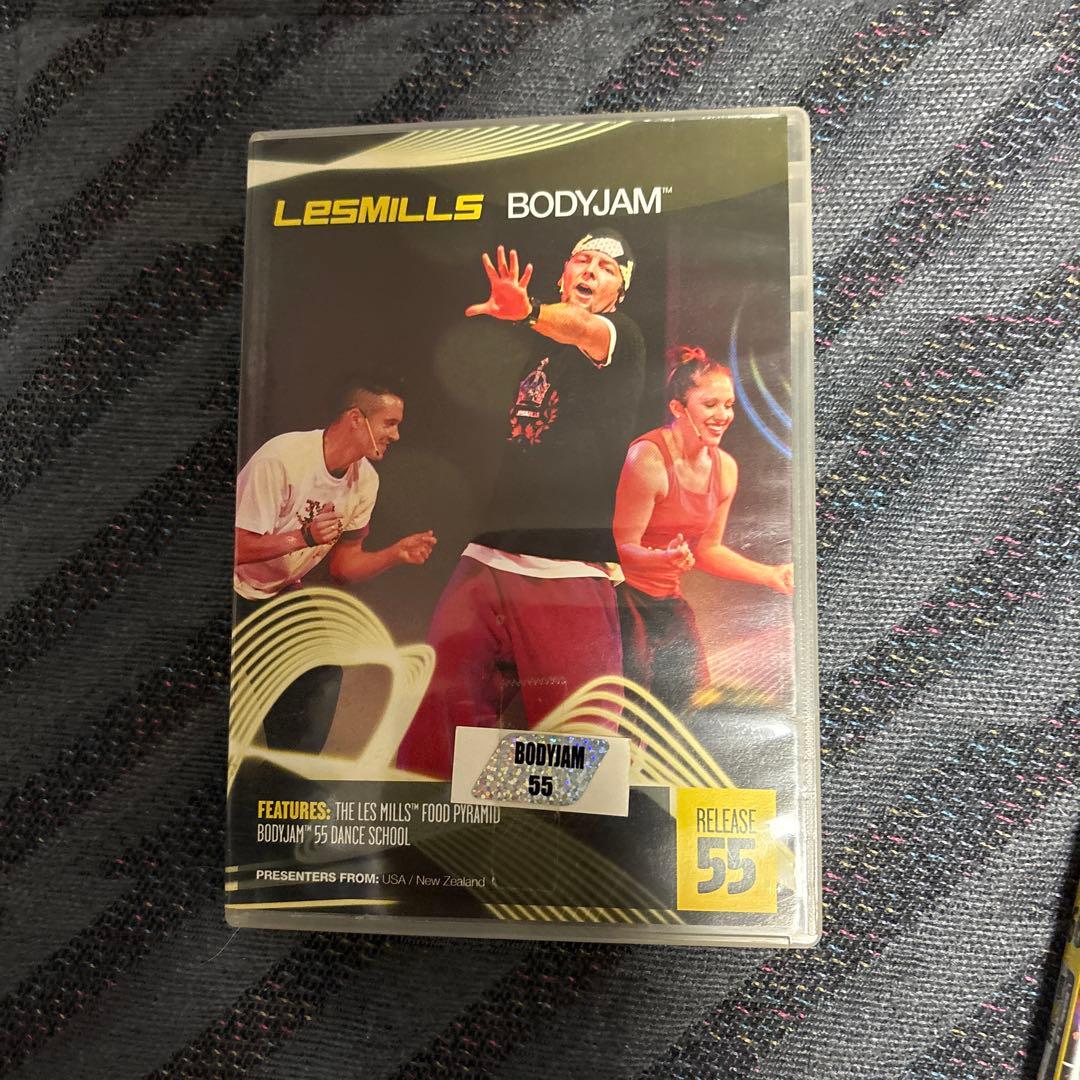 LESMILLS BODYJAM™
BODYJAM
55
FEATURES: THE LES MILLS™ FOOD PYRAMID
BODYJAM™ 55 DANCE SCHOOL
PRESENTERS FROM: USA / New Zealand
RELEASE
55